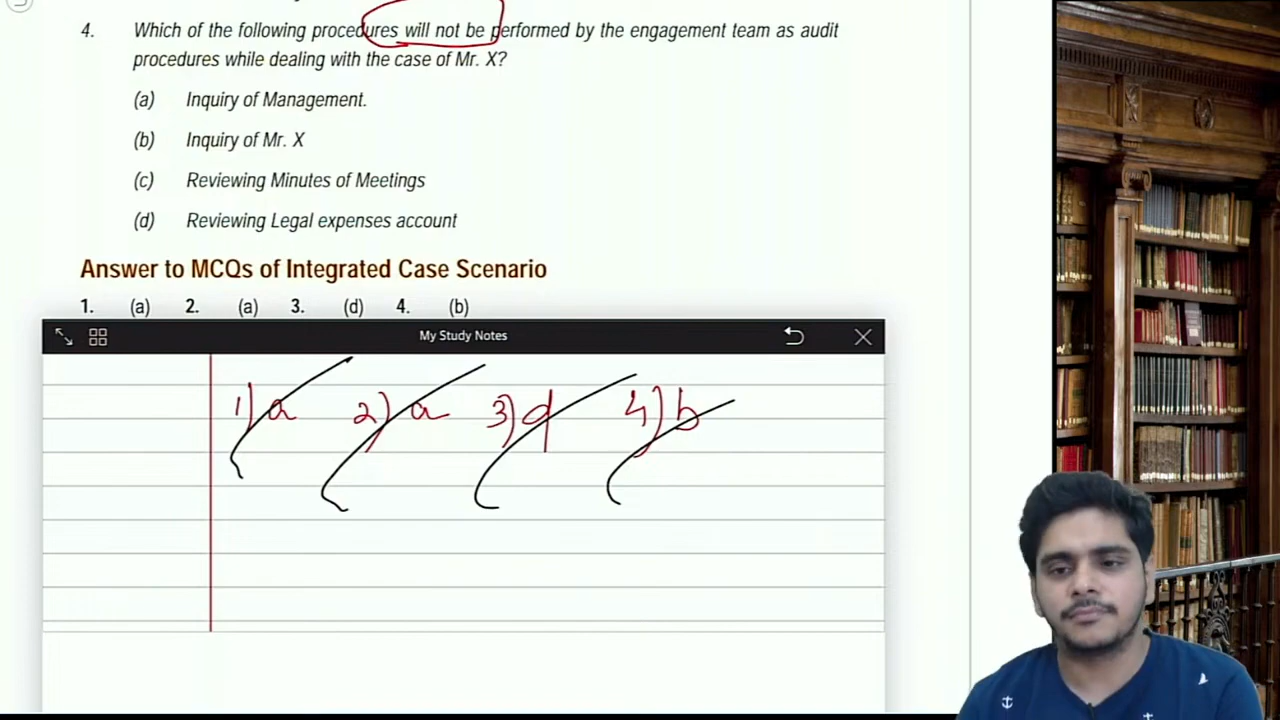 4. Which of the following procedures will not be performed by the engagement team as audit
procedures while dealing with the case of Mr. X?
(a) Inquiry of Management.
(b) Inquiry of Mr. X
(c) Reviewing Minutes of Meetings
(d) Reviewing Legal expenses account
Answer to MCQs of Integrated Case Scenario
1. (a) 2. (a) 3. (d) 4. (b)
My Study Notes
1) a 2) a 3) d 4) b